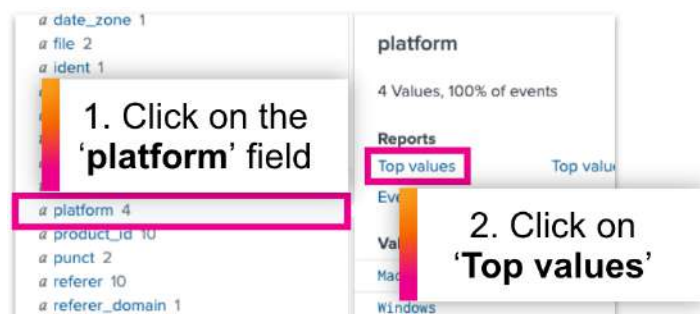 a date_zone 1
a file 2
a ident 1
1. Click on the
'platform' field
a platform 4
a product_id 10
a punct 2
a referer 10
a referer_domain 1
platform
4 Values, 100% of events
Reports
Top values
Top valu
Eve
2. Click on
'Top values'
Val
Mac
Windows